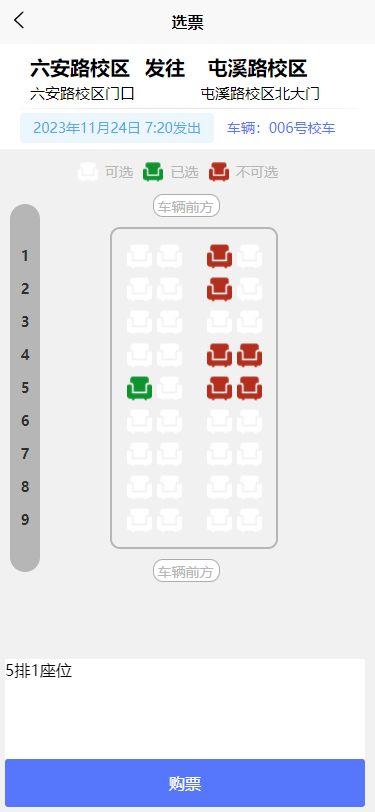 选票
六安路校区 发往 屯溪路校区
六安路校区门口 屯溪路校区北大门
2023年11月24日 7:20发出 车辆：006号校车
可选 已选 不可选
车辆前方
1
2
3
4
5
6
7
8
9
车辆前方
5排1座位
购票